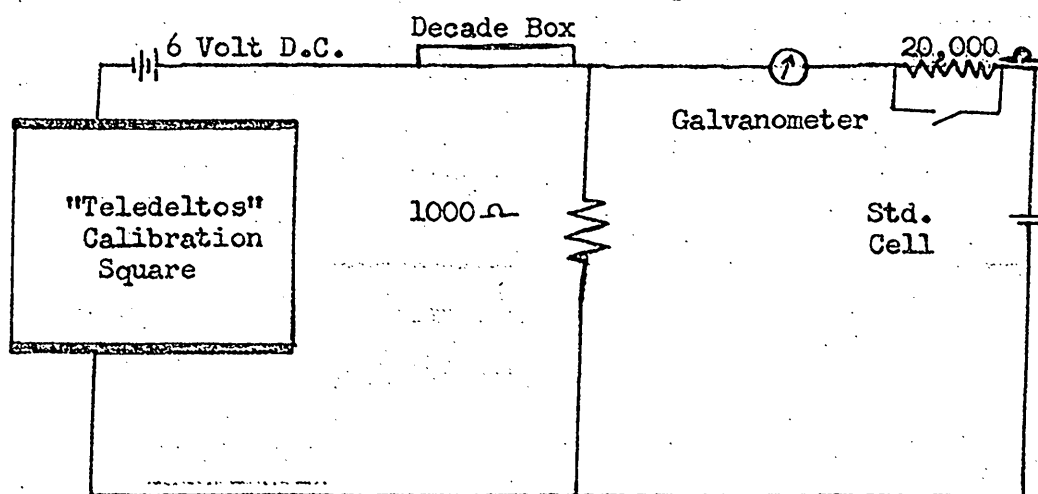 Decade Box
6 Volt D.C.
20,000 Ω
Galvanometer
"Teledeltos"
Calibration
Square
1000 Ω
Std.
Cell